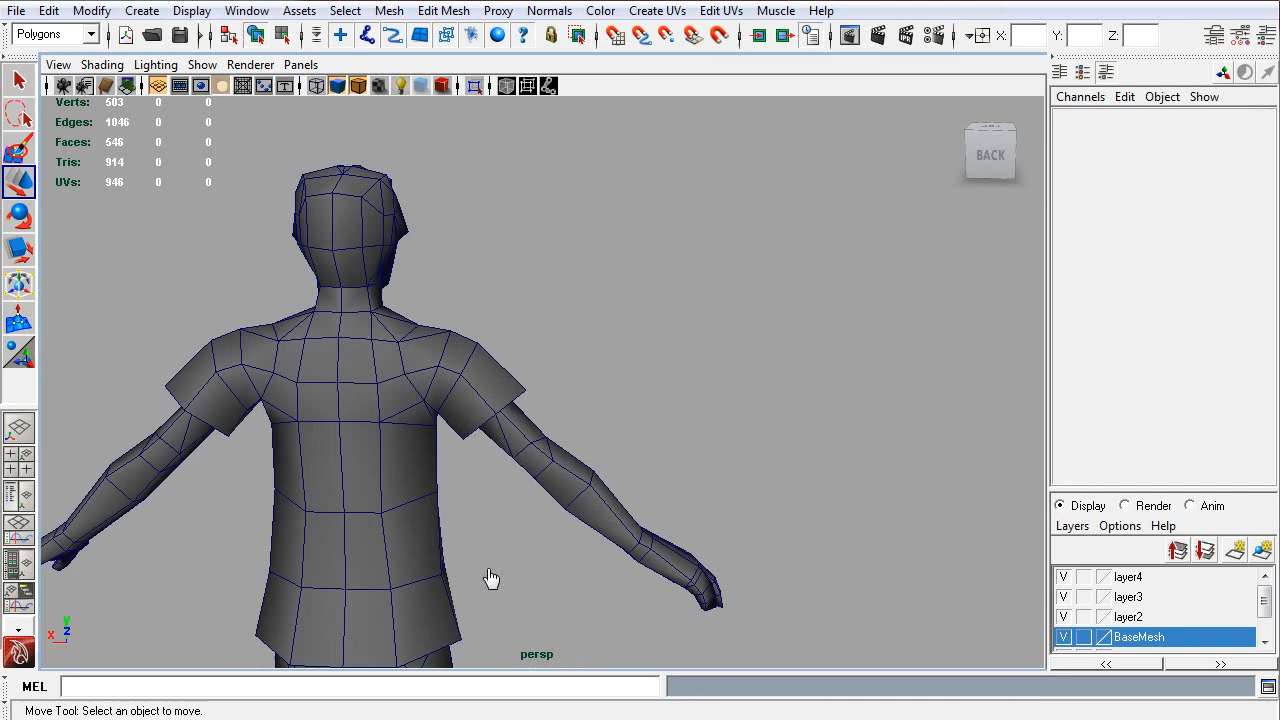 File Edit Modify Create Display Window Assets Select Mesh Edit Mesh Proxy Normals Color Create UVs Edit UVs Muscle Help
Polygons X: Y: Z:
View Shading Lighting Show Renderer Panels
Channels Edit Object Show
Verts: 503 0 0
Edges: 1046 0 0
Faces: 546 0 0
Tris: 914 0 0
UVs: 946 0 0
BACK
Display Render Anim
Layers Options Help
V layer4
V layer3
V layer2
V BaseMesh
y
x z
persp
<< >>
MEL
Move Tool: Select an object to move.